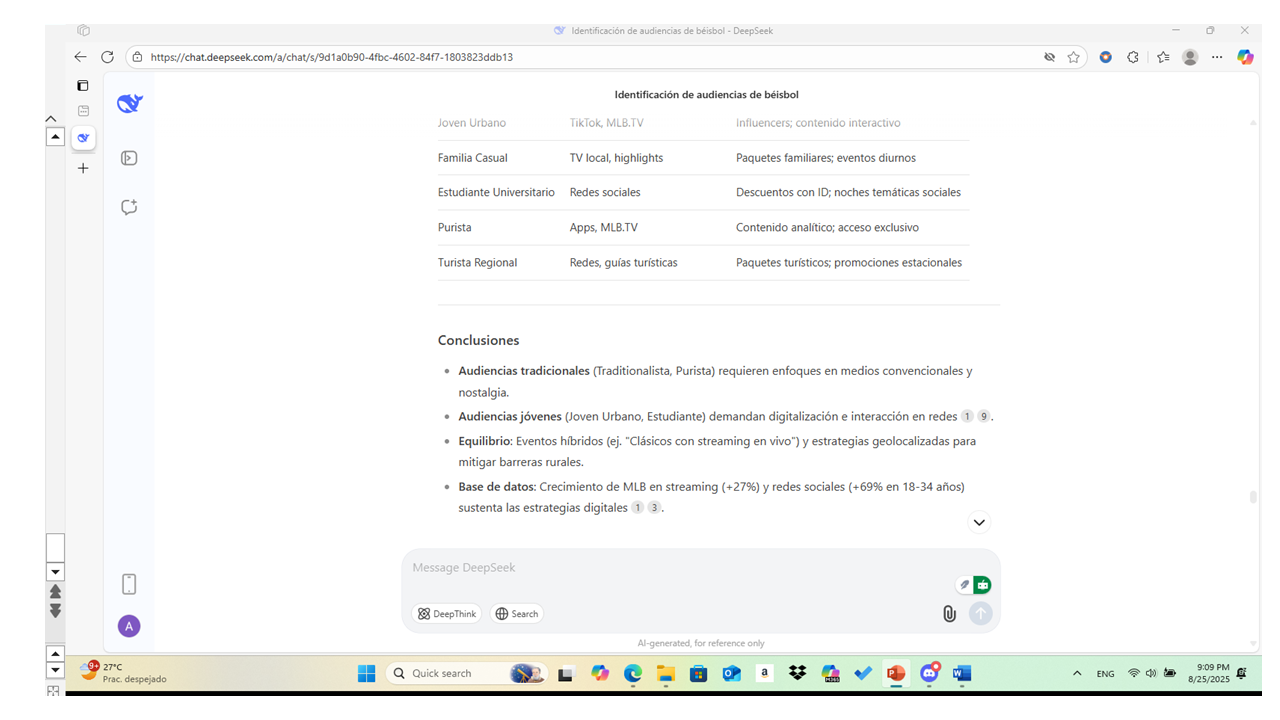 Identificación de audiencias de béisbol - DeepSeek
https://chat.deepseek.com/a/chat/s/9d1a0b90-4fbc-4602-84f7-1803823ddb13
Identificación de audiencias de béisbol
Joven Urbano TikTok, MLB.TV Influencers; contenido interactivo
Familia Casual TV local, highlights Paquetes familiares; eventos diurnos
Estudiante Universitario Redes sociales Descuentos con ID; noches temáticas sociales
Purista Apps, MLB.TV Contenido analítico; acceso exclusivo
Turista Regional Redes, guías turísticas Paquetes turísticos; promociones estacionales
Conclusiones
Audiencias tradicionales (Traditionalista, Purista) requieren enfoques en medios convencionales y
nostalgia.
Audiencias jóvenes (Joven Urbano, Estudiante) demandan digitalización e interacción en redes 1 9 .
Equilibrio: Eventos híbridos (ej. "Clásicos con streaming en vivo") y estrategias geolocalizadas para
mitigar barreras rurales.
Base de datos: Crecimiento de MLB en streaming (+27%) y redes sociales (+69% en 18-34 años)
sustenta las estrategias digitales 1 3 .
Message DeepSeek
DeepThink Search
A
AI-generated, for reference only
9+ 27°C
Prac. despejado
Quick search
a
M365
ENG
9:09 PM
8/25/2025